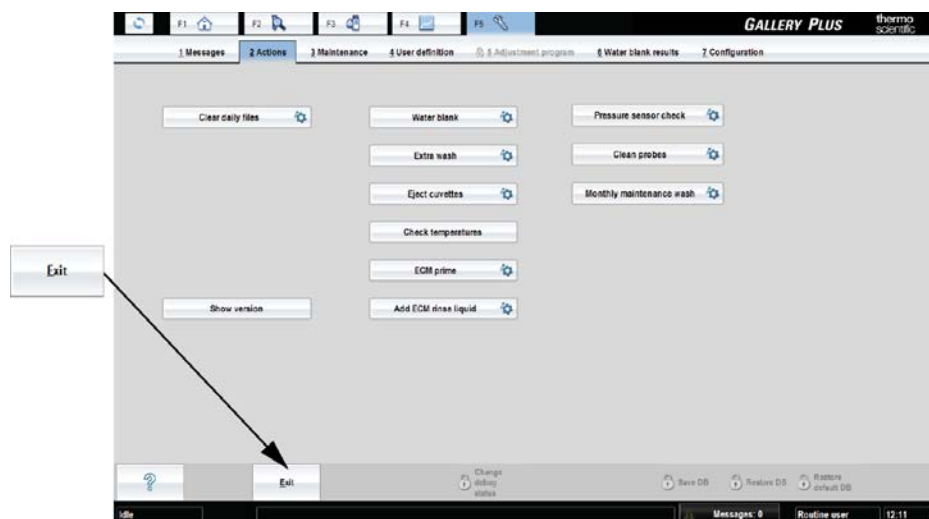 F1 F2 F3 F4 F5 GALLERY PLUS thermo
scientific
1 Messages 2 Actions 3 Maintenance 4 User definition 5 Adjustment program 6 Water blank results 7 Configuration
Clear daily files Water blank Pressure sensor check
Extra wash Clean probes
Eject cuvettes Monthly maintenance wash
Check temperatures
Exit
ECM prime
Show version Add ECM rinse liquid
? Exit Change
debug
status
Save DB Restore DB Restore
default DB
Idle Messages: 0 Routine user 12:11